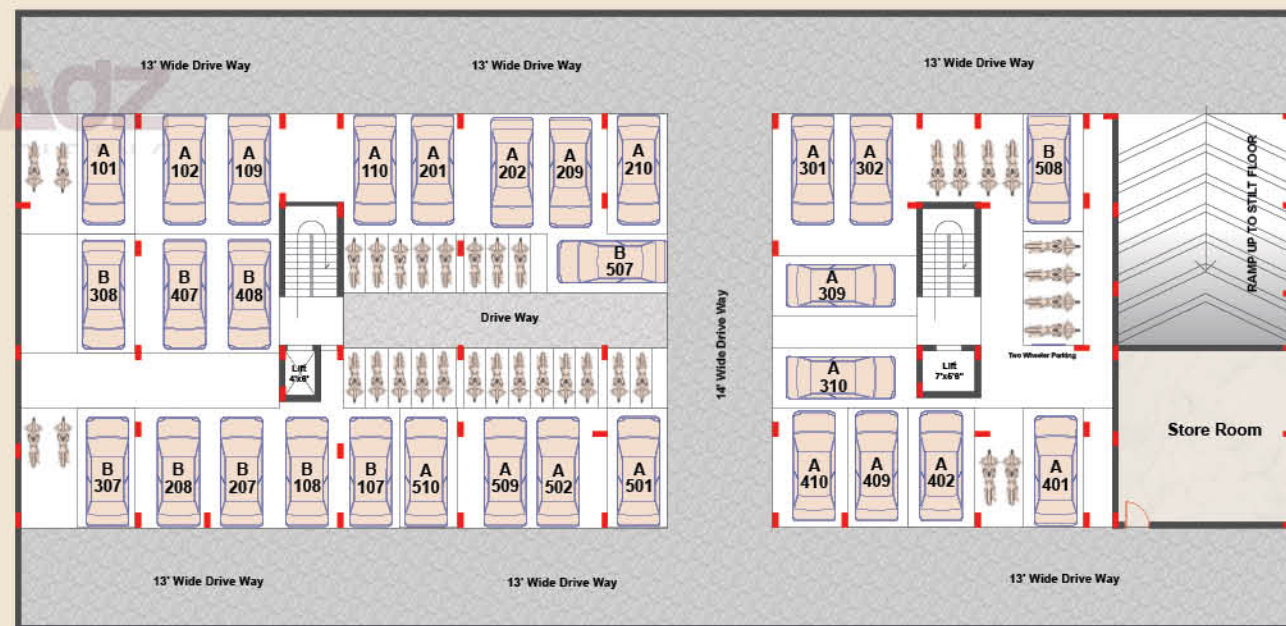 13' Wide Drive Way
13' Wide Drive Way
13' Wide Drive Way
A
101
A
102
A
109
A
110
A
201
A
202
A
209
A
210
A
301
A
302
B
508
RAMP UP TO STILT FLOOR
B
308
B
407
B
408
B
507
A
309
Drive Way
14' Wide Drive Way
Two Wheeler Parking
Lift
4'x6'
Lift
7'x5'6"
A
310
B
307
B
208
B
207
B
108
B
107
A
510
A
509
A
502
A
501
A
410
A
409
A
402
A
401
Store Room
13' Wide Drive Way
13' Wide Drive Way
13' Wide Drive Way